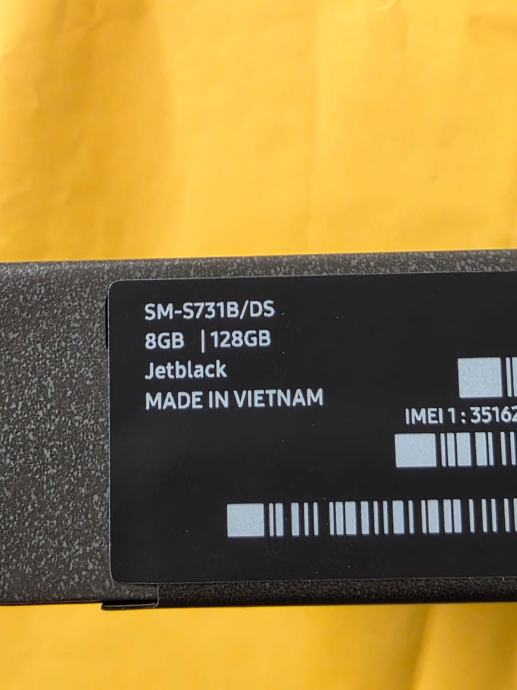 SM-S731B/DS
8GB | 128GB
Jetblack
MADE IN VIETNAM
IMEI 1 : 35162